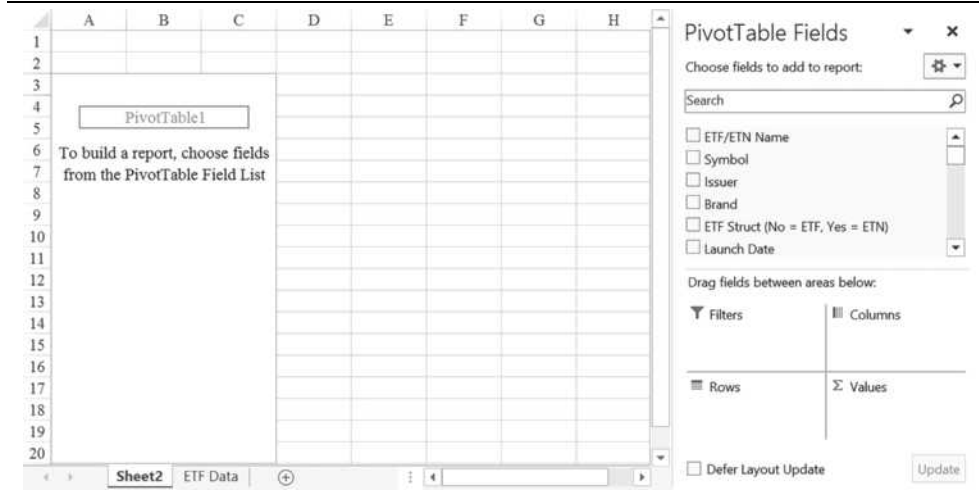 A B C D E F G H
1
2
3
4
5
6
7
8
9
10
11
12
13
14
15
16
17
18
19
20
PivotTable1
To build a report, choose fields
from the PivotTable Field List
Sheet2 ETF Data
PivotTable Fields
Choose fields to add to report:
Search
ETF/ETN Name
Symbol
Issuer
Brand
ETF Struct (No = ETF, Yes = ETN)
Launch Date
Drag fields between areas below:
Filters
Columns
Rows
Σ Values
Defer Layout Update
Update